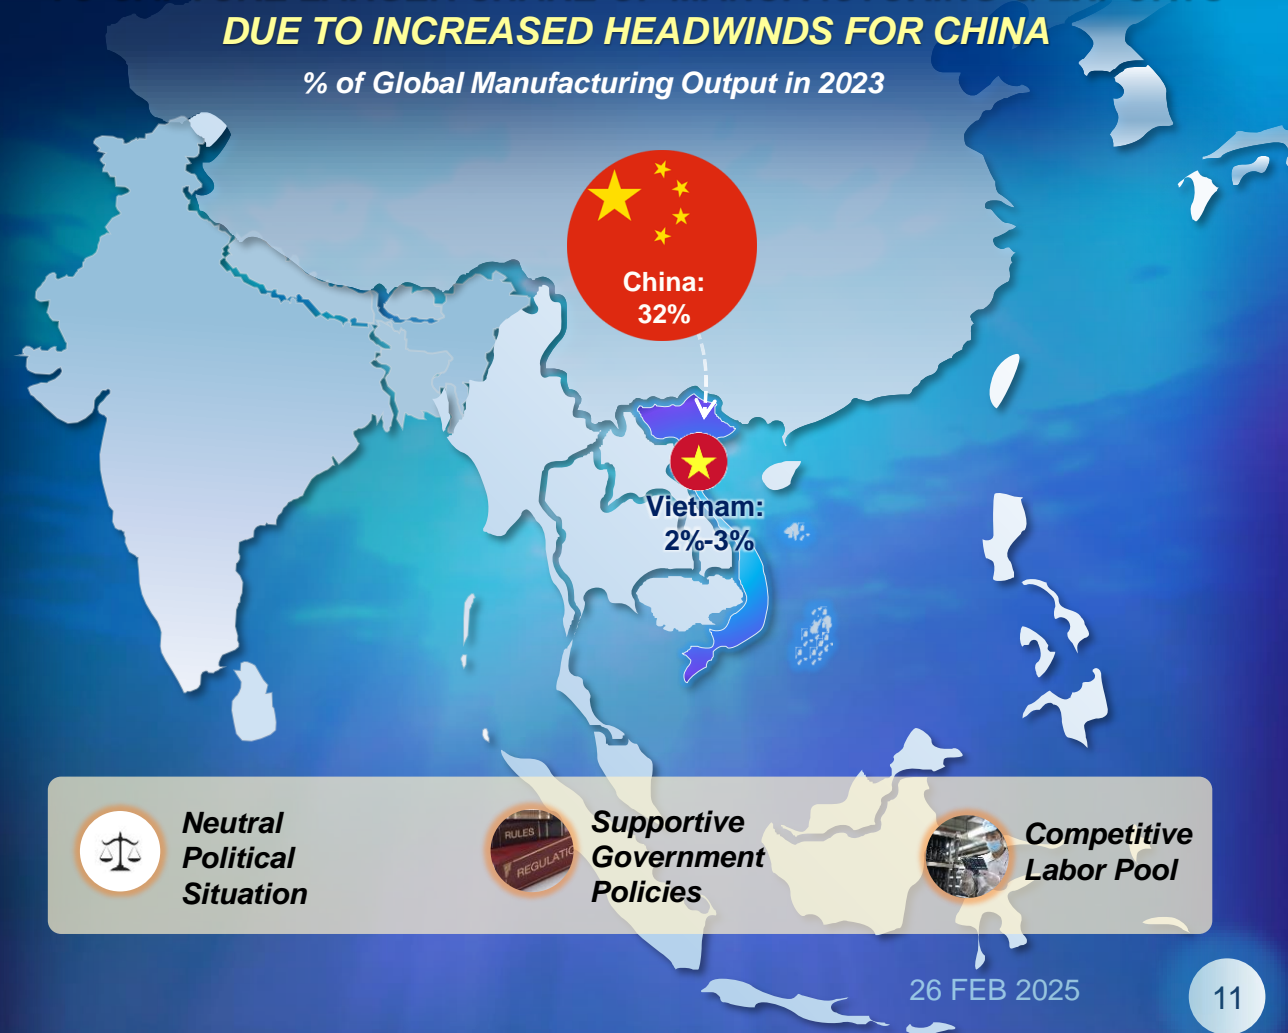 DUE TO INCREASED HEADWINDS FOR CHINA
% of Global Manufacturing Output in 2023
China:
32%
Vietnam:
2%-3%
Neutral
Political
Situation
RULES
REGULATIO
Supportive
Government
Policies
Competitive
Labor Pool
26 FEB 2025
11